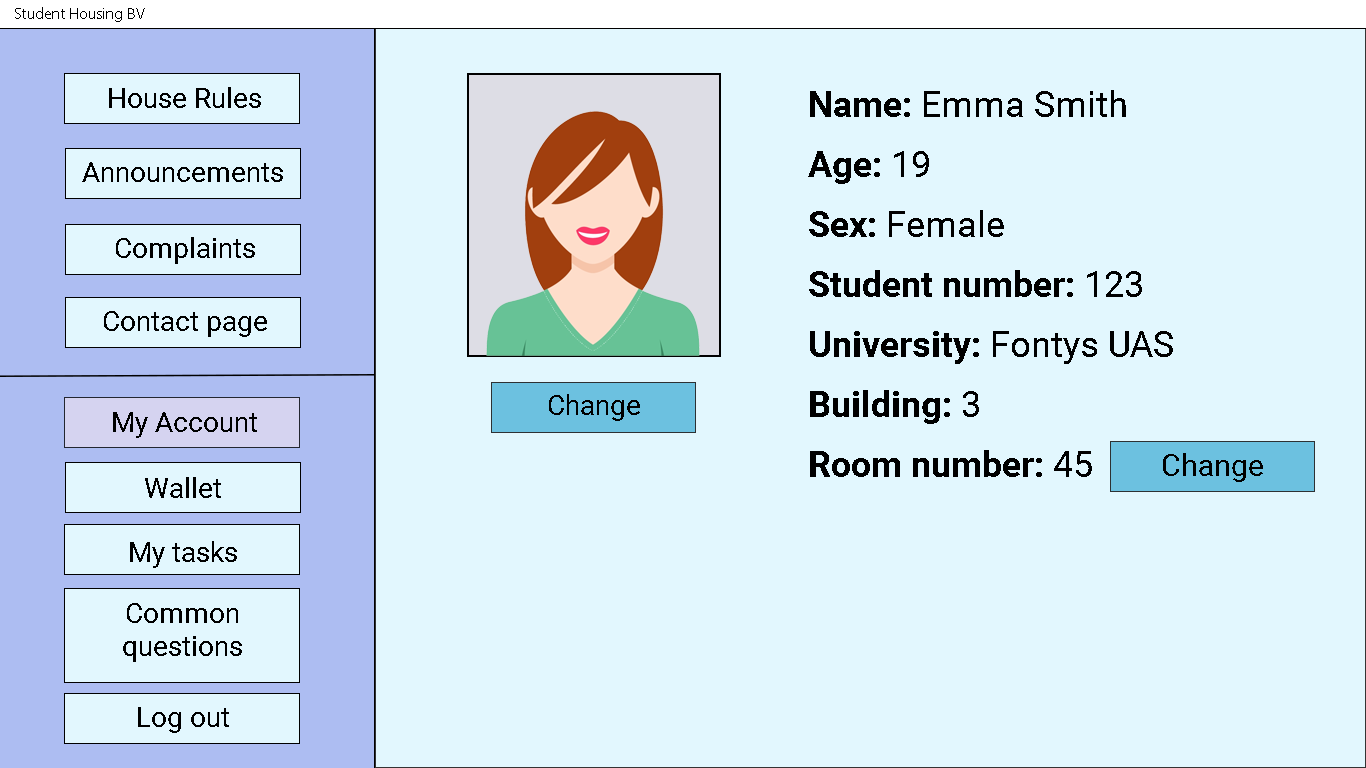 Student Housing BV
House Rules
Announcements
Complaints
Contact page
My Account
Wallet
My tasks
Common
questions
Log out
Change
Name: Emma Smith
Age: 19
Sex: Female
Student number: 123
University: Fontys UAS
Building: 3
Room number: 45 Change